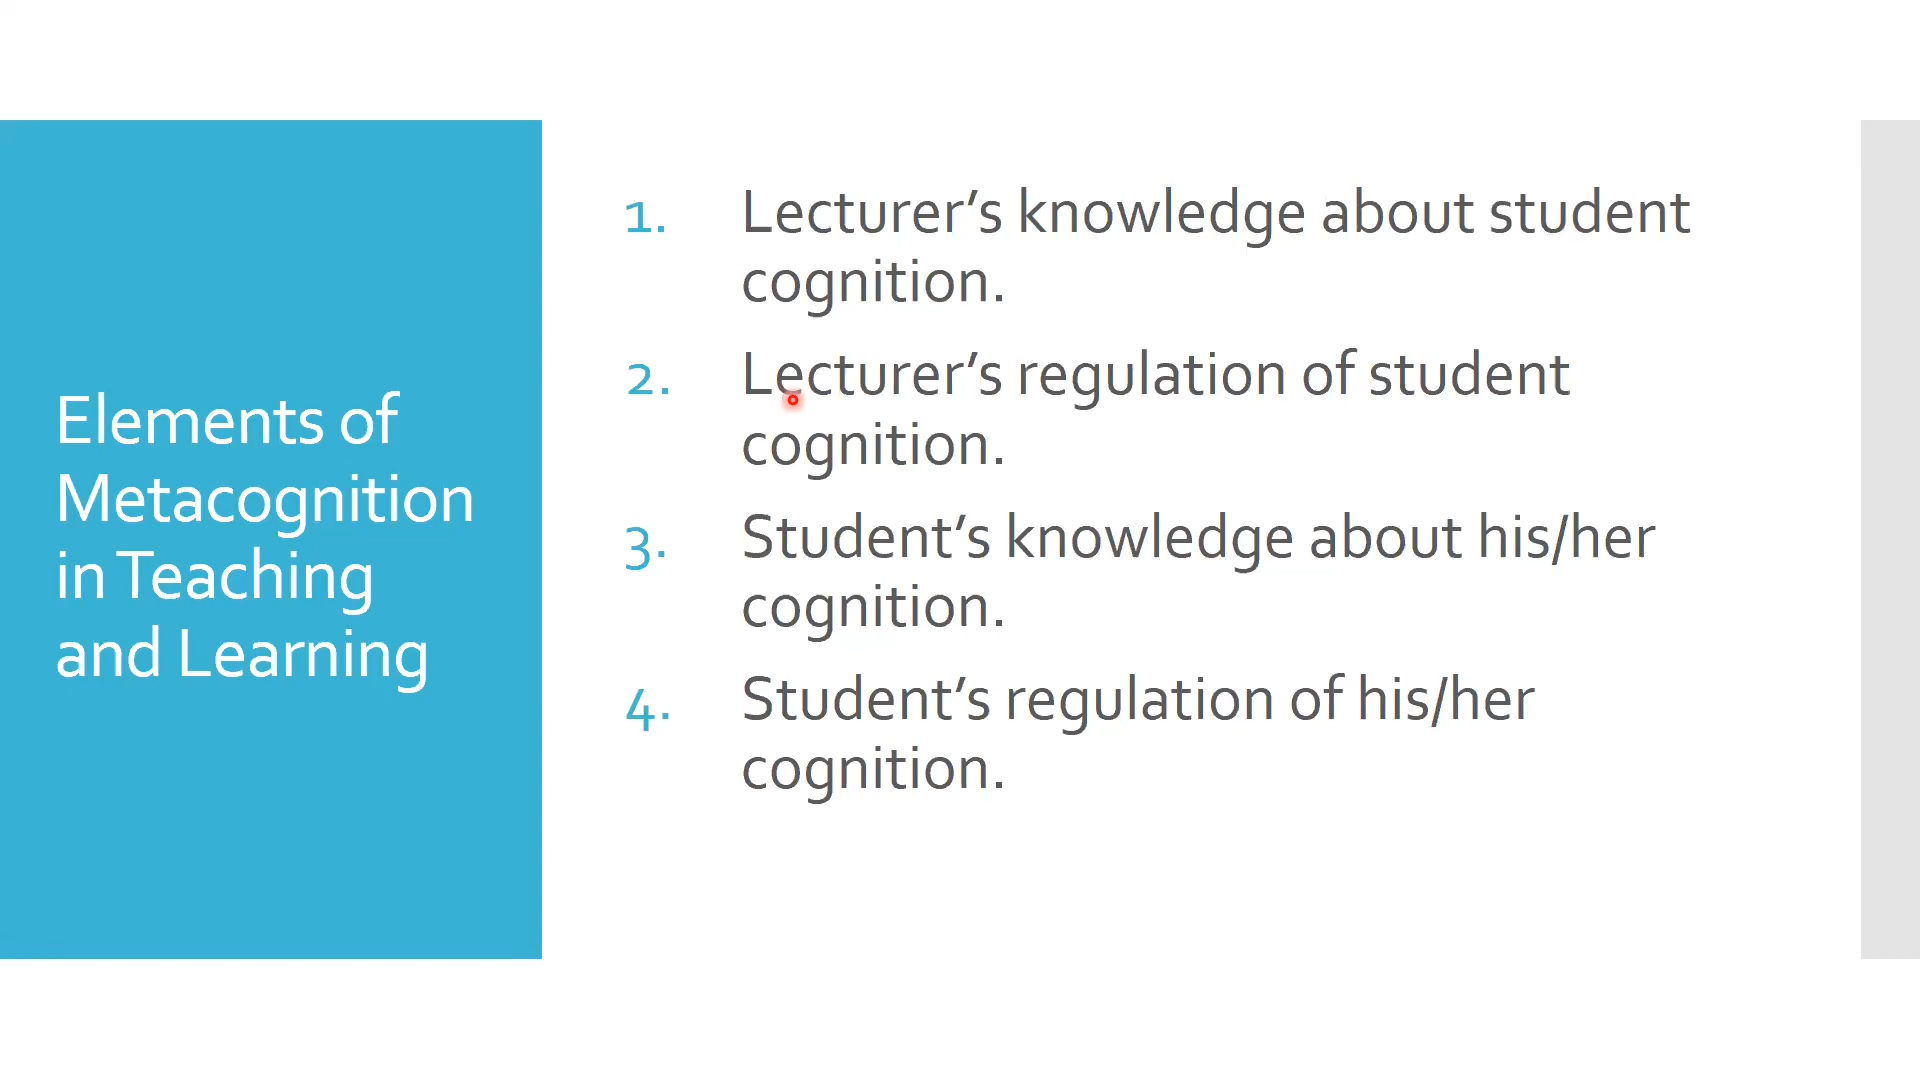 Elements of
Metacognition
in Teaching
and Learning
1. Lecturer’s knowledge about student
cognition.
2. Lecturer’s regulation of student
cognition.
3. Student’s knowledge about his/her
cognition.
4. Student’s regulation of his/her
cognition.